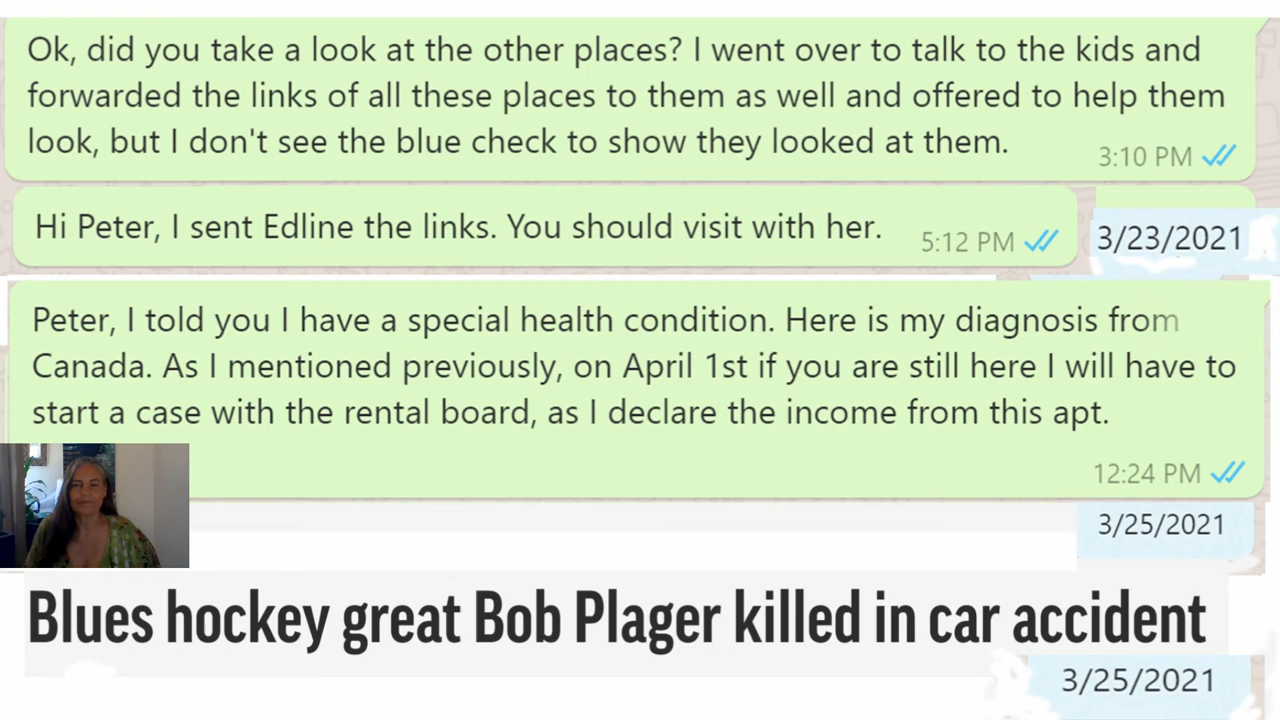 Ok, did you take a look at the other places? I went over to talk to the kids and
forwarded the links of all these places to them as well and offered to help them
look, but I don't see the blue check to show they looked at them.
3:10 PM
Hi Peter, I sent Edline the links. You should visit with her.
5:12 PM
3/23/2021
Peter, I told you I have a special health condition. Here is my diagnosis from
Canada. As I mentioned previously, on April 1st if you are still here I will have to
start a case with the rental board, as I declare the income from this apt.
12:24 PM
3/25/2021
Blues hockey great Bob Plager killed in car accident
3/25/2021